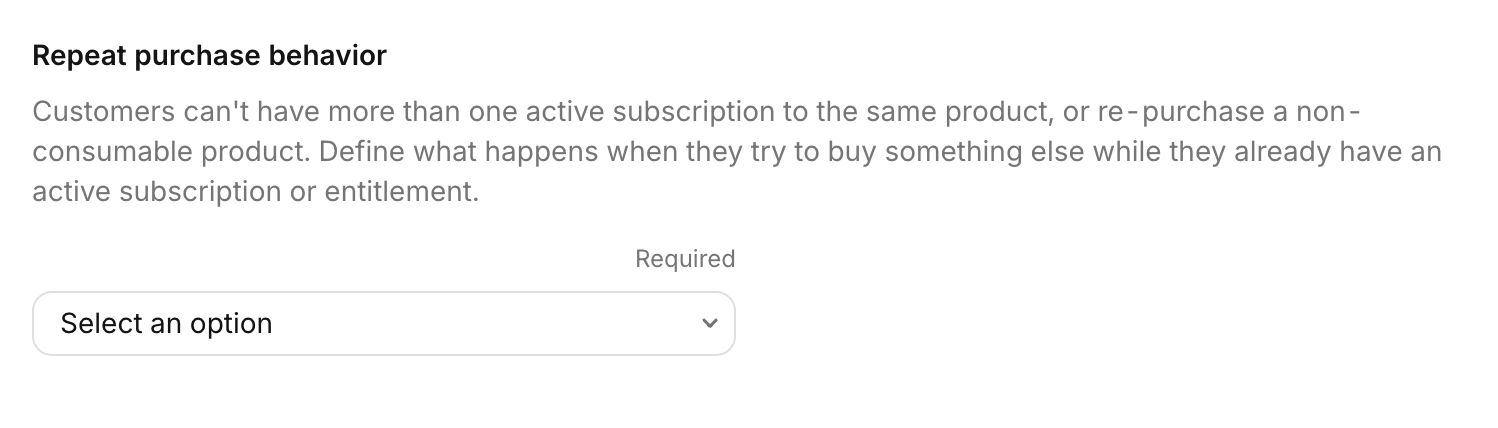 Repeat purchase behavior
Customers can't have more than one active subscription to the same product, or re-purchase a non-
consumable product. Define what happens when they try to buy something else while they already have an
active subscription or entitlement.
Required
Select an option